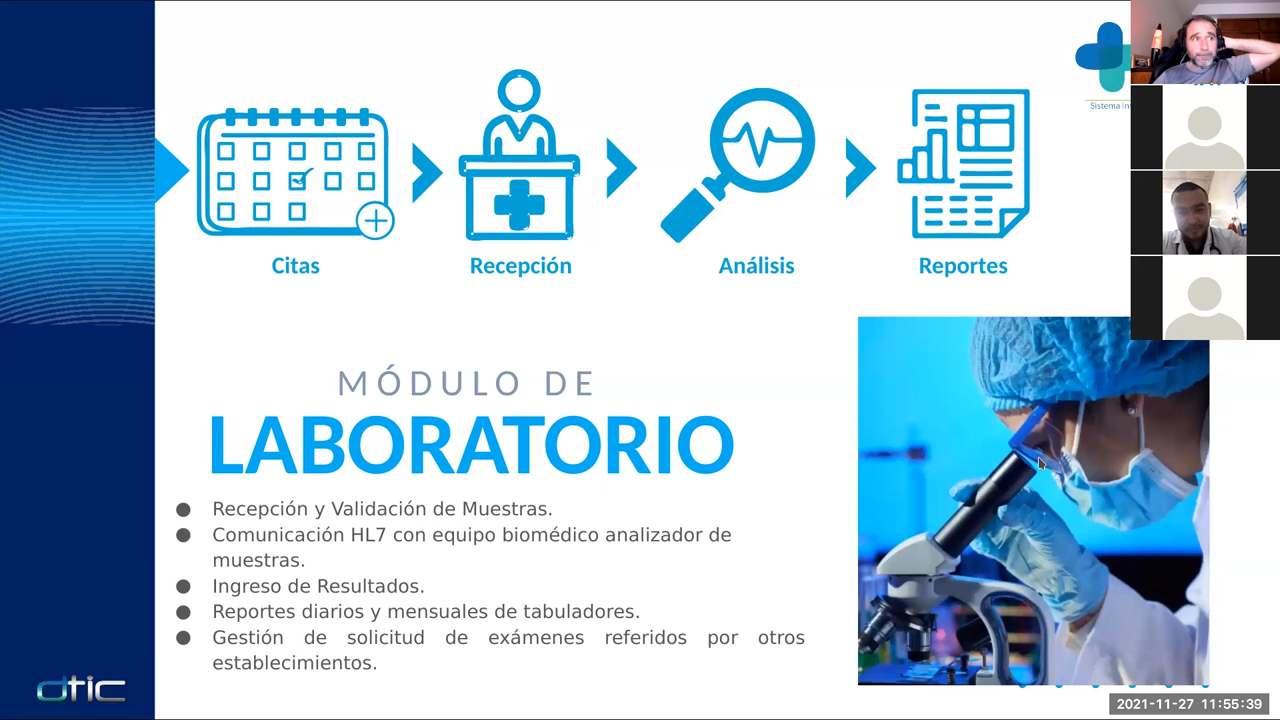 Sistema In
Citas
Recepción
Análisis
Reportes
MÓDULO DE
LABORATORIO
● Recepción y Validación de Muestras.
● Comunicación HL7 con equipo biomédico analizador de
muestras.
● Ingreso de Resultados.
● Reportes diarios y mensuales de tabuladores.
● Gestión de solicitud de exámenes referidos por otros
establecimientos.
dtic
2021-11-27 11:55:39